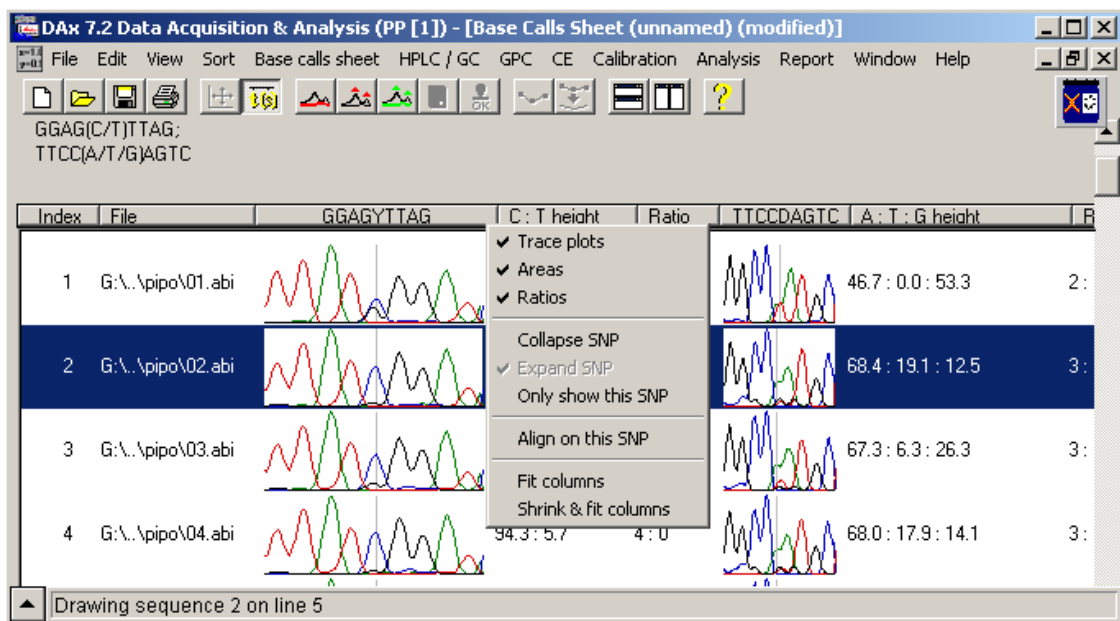 DAx 7.2 Data Acquisition & Analysis (PP [1]) - [Base Calls Sheet (unnamed) (modified)]
File Edit View Sort Base calls sheet HPLC / GC GPC CE Calibration Analysis Report Window Help
OK
GGAG(C/T)TTAG;
TTCC(A/T/G)AGTC
Index File GGAGYTTAG C : T height Ratio TTCCDAGTC A : T : G height
Trace plots
Areas
Ratios
Collapse SNP
Expand SNP
Only show this SNP
Align on this SNP
Fit columns
Shrink & fit columns
1 G:\..\pipo\01.abi 46.7 : 0.0 : 53.3 2 :
2 G:\..\pipo\02.abi 68.4 : 19.1 : 12.5 3 :
3 G:\..\pipo\03.abi 67.3 : 6.3 : 26.3 3 :
4 G:\..\pipo\04.abi 94.3 : 5.7 4 : 0 68.0 : 17.9 : 14.1 3 :
Drawing sequence 2 on line 5